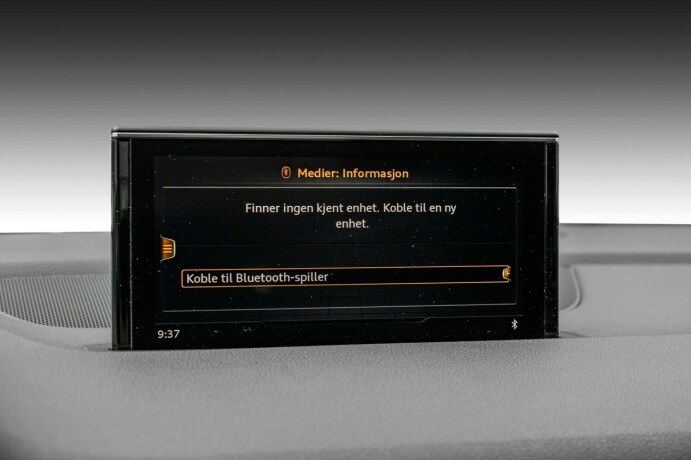 Medier: Informasjon
Finner ingen kjent enhet. Koble til en ny
enhet.
Koble til Bluetooth-spiller
9:37